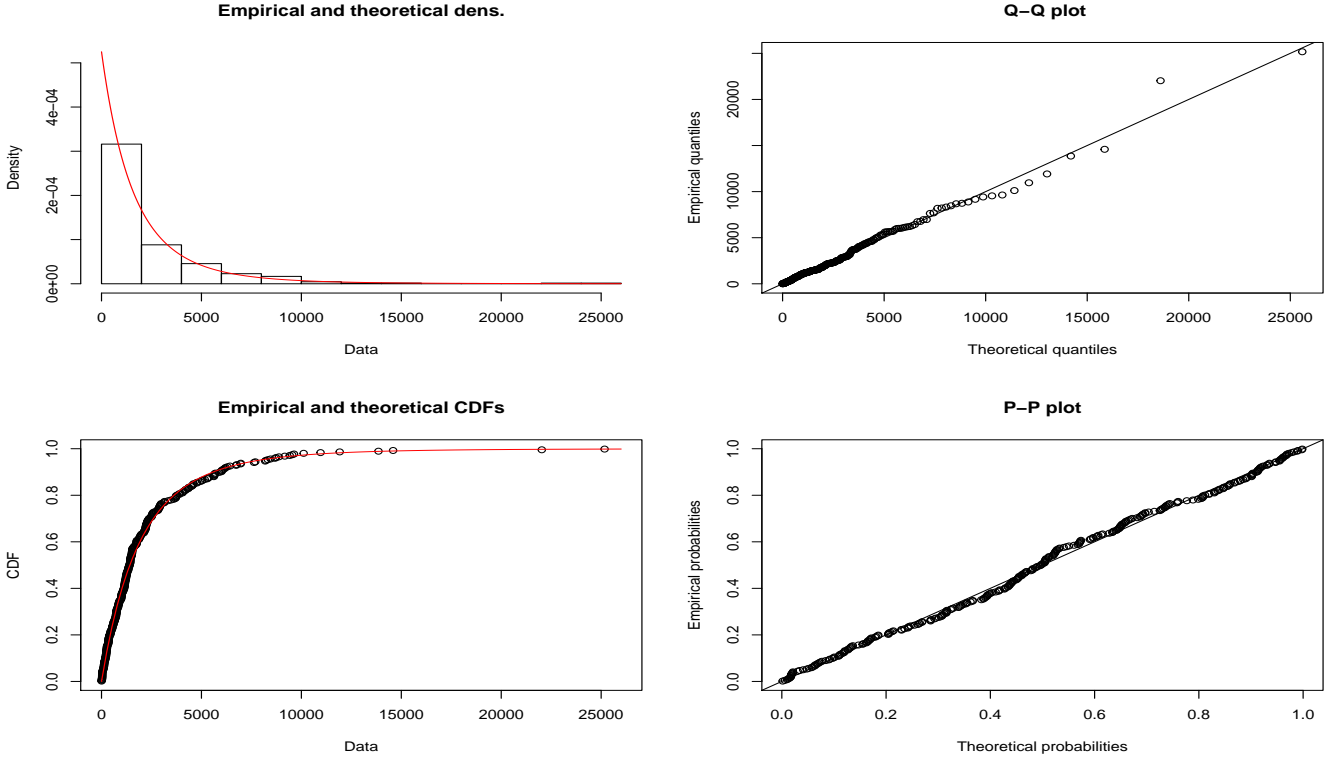 Empirical and theoretical dens.
Density
0e+00 2e−04 4e−04
0 5000 10000 15000 20000 25000
Data
Q−Q plot
Empirical quantiles
0 5000 10000 20000
0 5000 10000 15000 20000 25000
Theoretical quantiles
Empirical and theoretical CDFs
CDF
0.0 0.2 0.4 0.6 0.8 1.0
0 5000 10000 15000 20000 25000
Data
P−P plot
Empirical probabilities
0.0 0.2 0.4 0.6 0.8 1.0
0.0 0.2 0.4 0.6 0.8 1.0
Theoretical probabilities